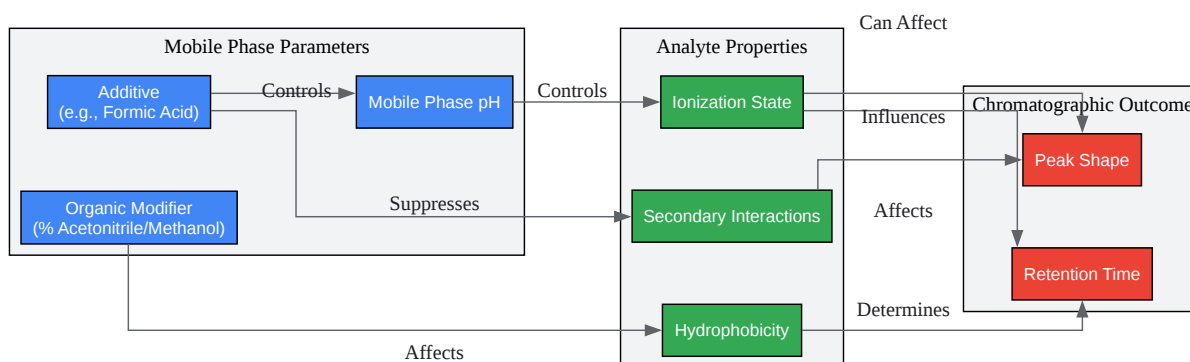 Can Affect
Mobile Phase Parameters
Analyte Properties
Additive
(e.g., Formic Acid)
Controls
Mobile Phase pH
Controls
Ionization State
Influences
Chromatographic Outcome
Peak Shape
Organic Modifier
(% Acetonitrile/Methanol)
Suppresses
Secondary Interactions
Affects
Retention Time
Hydrophobicity
Determines
Affects